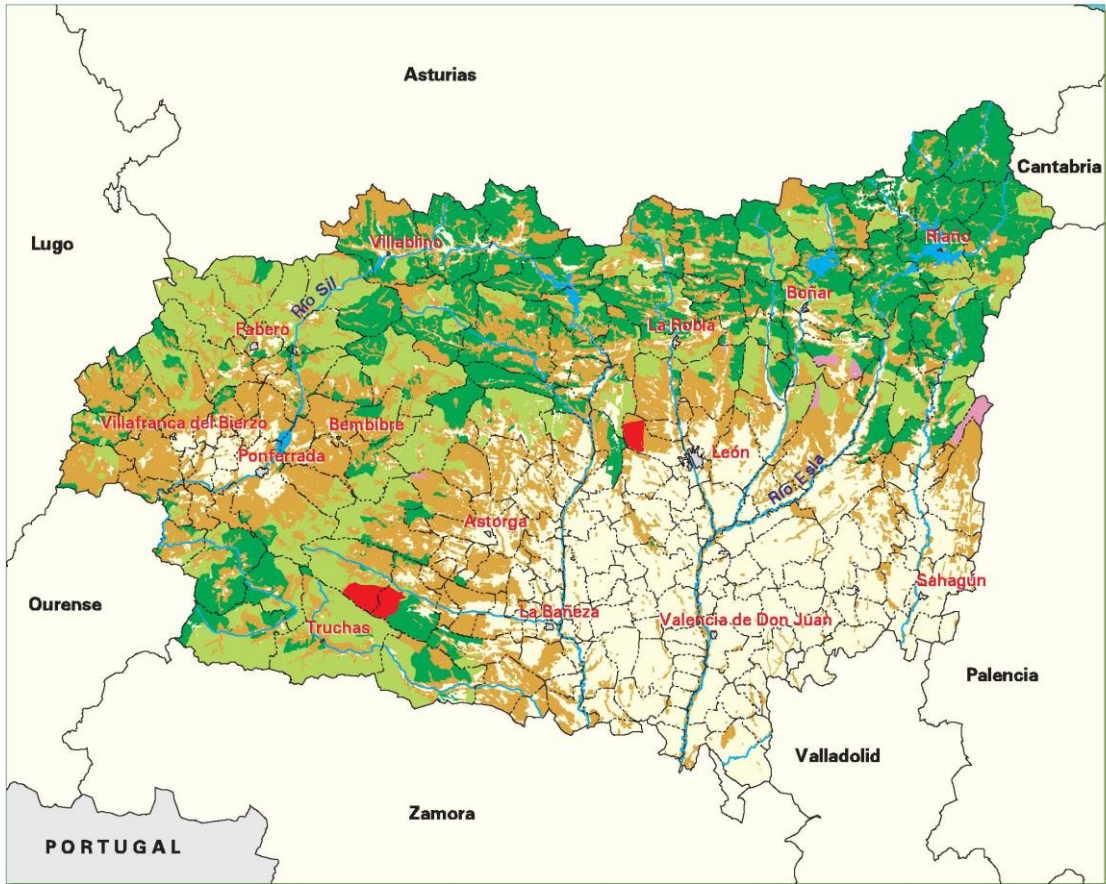 Asturias
Cantabria
Lugo
Villablino
Riaño
Río Sil
Boñar
Fabero
La Robla
Villafranca del Bierzo
Bembibre
Ponferrada
León
Río Esla
Astorga
Sahagún
Ourense
La Bañeza
Valencia de Don Júan
Truchas
Palencia
Valladolid
Zamora
PORTUGAL